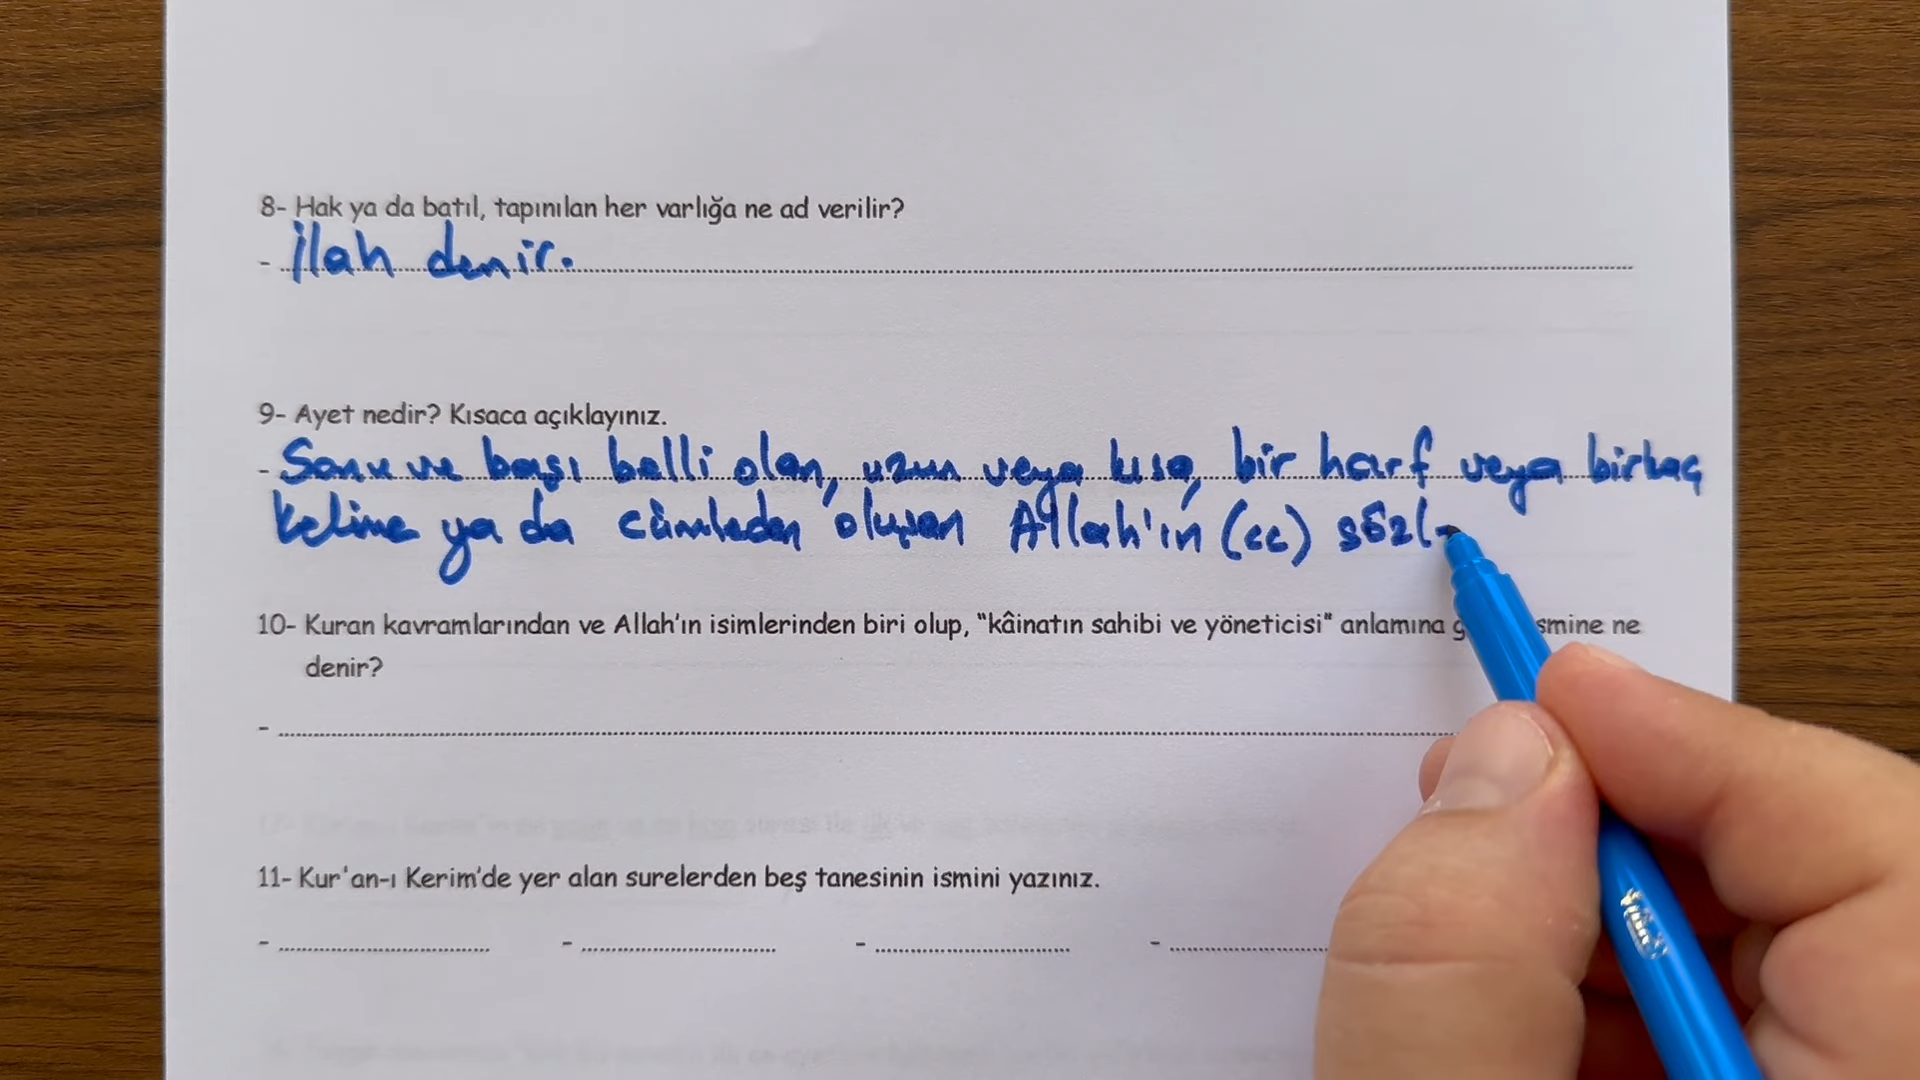 8- Hak ya da batıl, tapınılan her varlığa ne ad verilir?
- İlah denir.
9- Ayet nedir? Kısaca açıklayınız.
- Sonu ve başı belli olan, uzun veya kısa, bir harf veya birkaç
kelime ya da cümleden oluşan Allah'ın (cc) sözl
10- Kuran kavramlarından ve Allah'ın isimlerinden biri olup, "kâinatın sahibi ve yöneticisi" anlamına g smine ne
denir?
-
11- Kur'an-ı Kerim'de yer alan surelerden beş tanesinin ismini yazınız.
- - - -